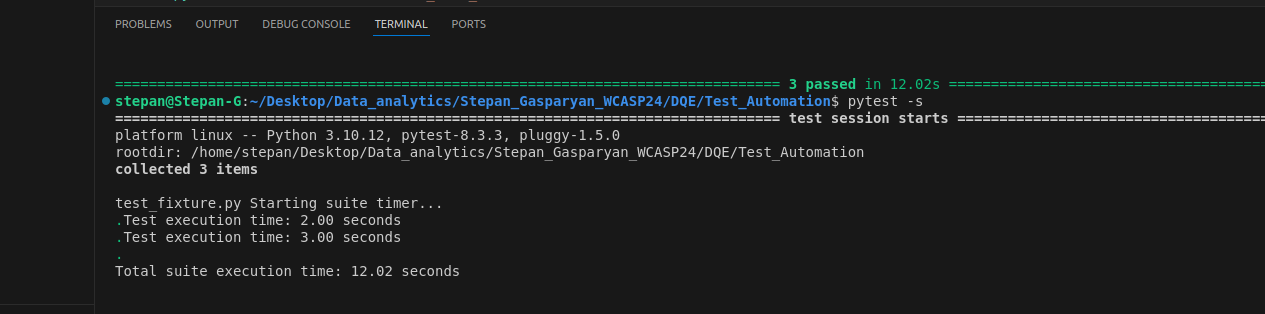 PROBLEMS OUTPUT DEBUG CONSOLE TERMINAL PORTS
=============================================================================== 3 passed in 12.02s ======================================
stepan@Stepan-G:~/Desktop/Data_analytics/Stepan_Gasparyan_WCASP24/DQE/Test_Automation$ pytest -s
=============================================================================== test session starts =====================================
platform linux -- Python 3.10.12, pytest-8.3.3, pluggy-1.5.0
rootdir: /home/stepan/Desktop/Data_analytics/Stepan_Gasparyan_WCASP24/DQE/Test_Automation
collected 3 items
test_fixture.py Starting suite timer...
.Test execution time: 2.00 seconds
.Test execution time: 3.00 seconds
.
Total suite execution time: 12.02 seconds